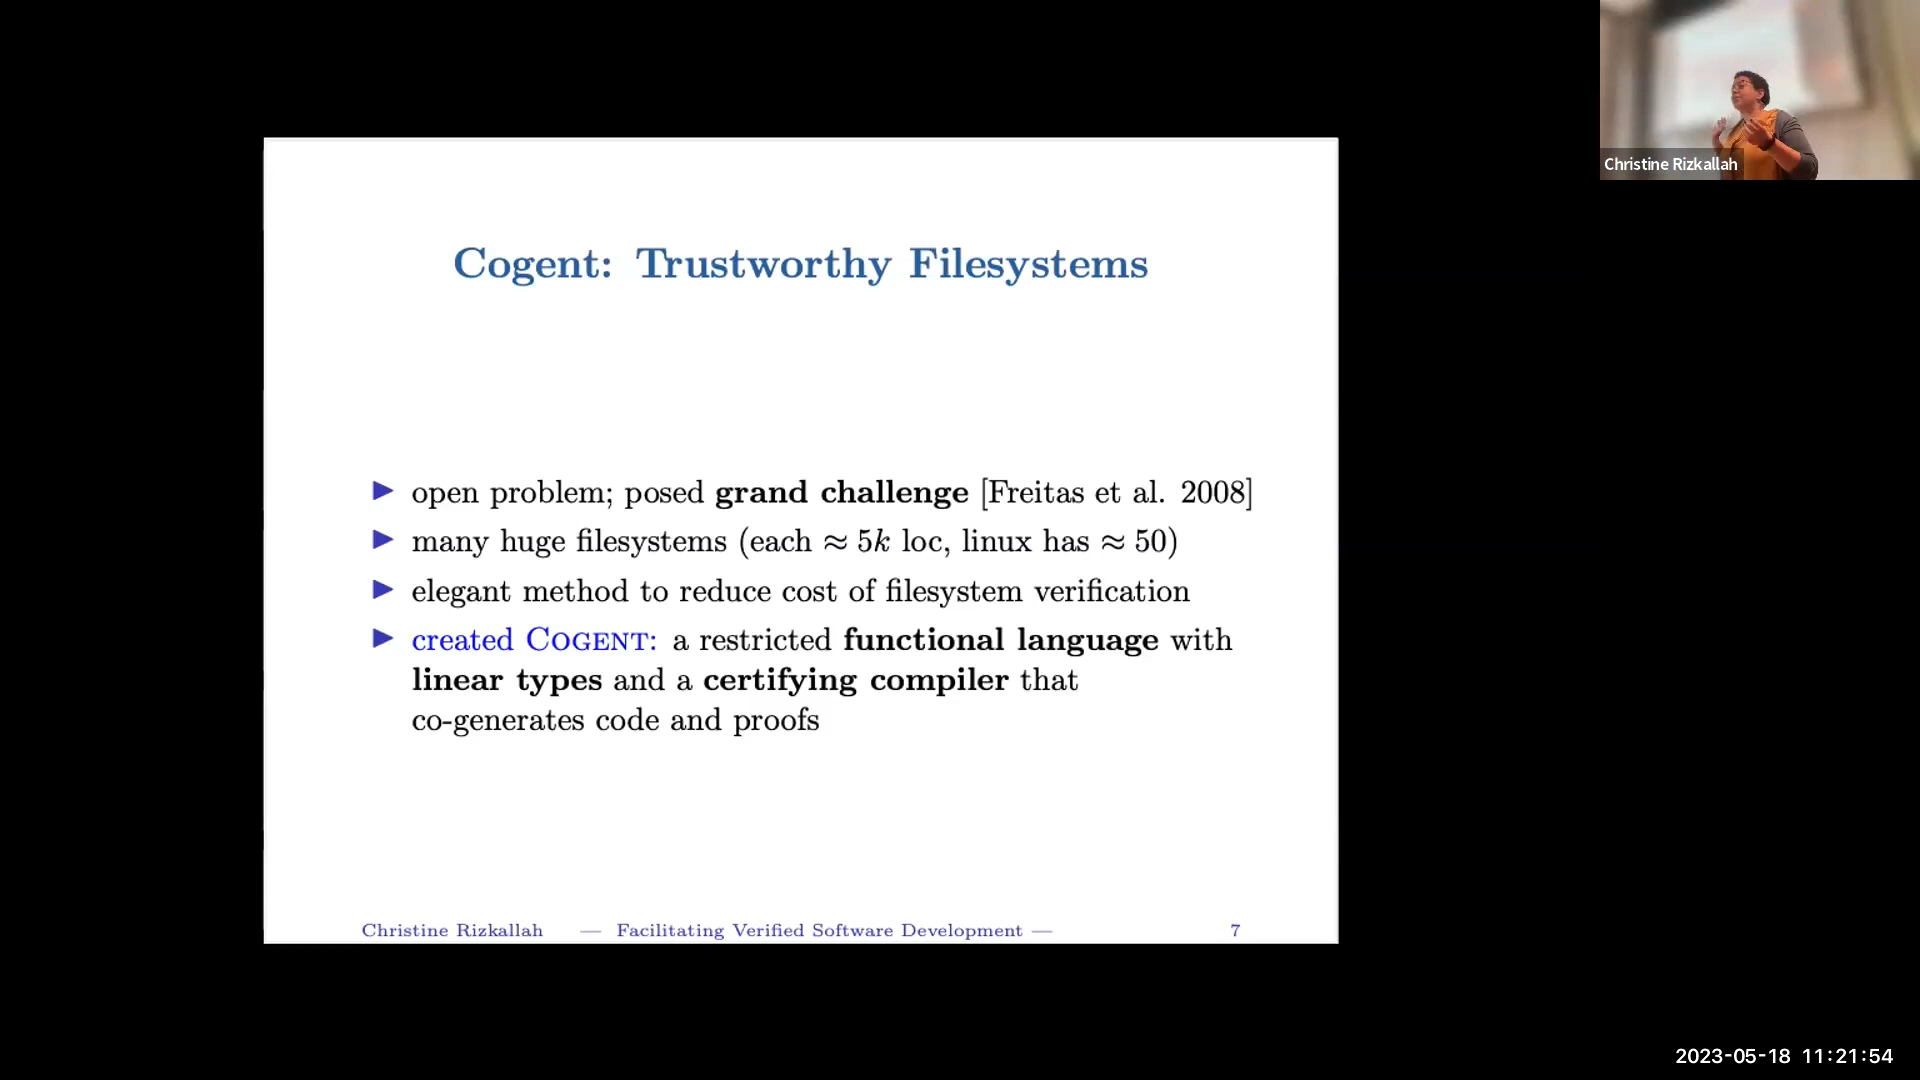 Christine Rizkallah
Cogent: Trustworthy Filesystems
▶ open problem; posed grand challenge [Freitas et al. 2008]
▶ many huge filesystems (each ≈ 5k loc, linux has ≈ 50)
▶ elegant method to reduce cost of filesystem verification
▶ created COGENT: a restricted functional language with
linear types and a certifying compiler that
co-generates code and proofs
Christine Rizkallah — Facilitating Verified Software Development — 7
2023-05-18 11:21:54